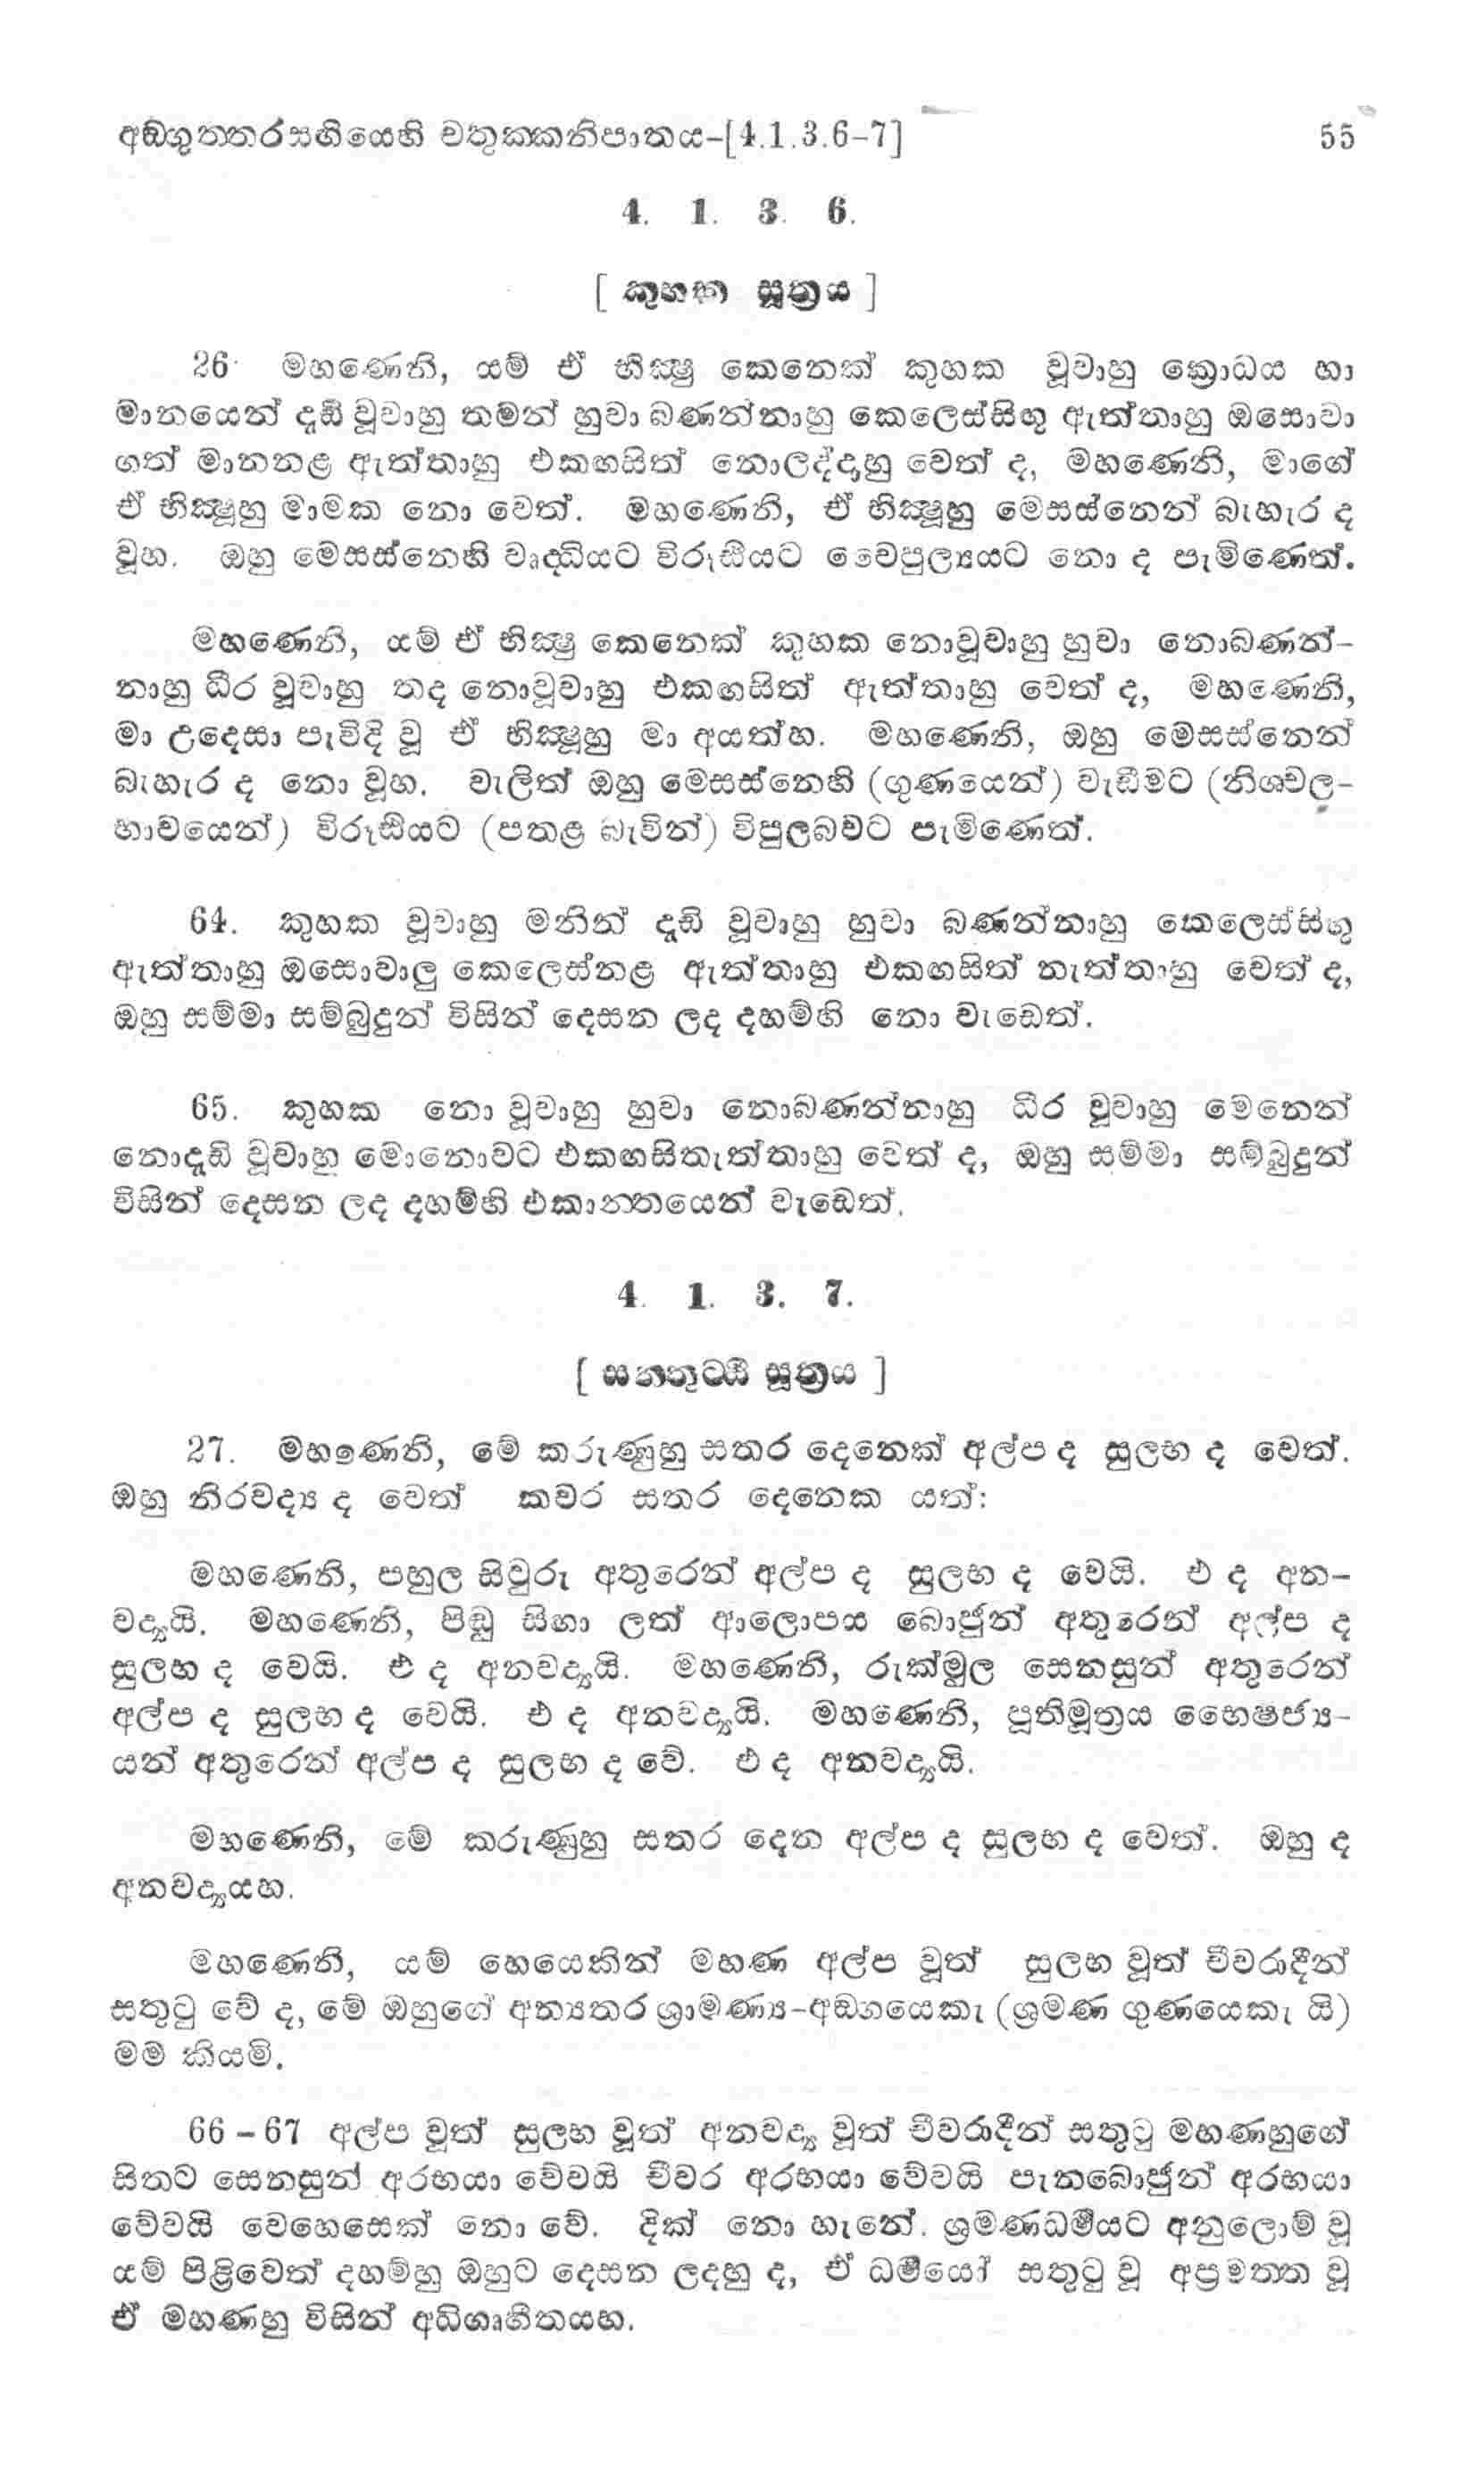 අඞ්ගුත්තරසඟියෙහි චතුක්කනිපාතය-[4.1.3.6-7] 55
4. 1. 3. 6.
[ කුහක සූත්‍රය ]
26 මහණෙනි, යම් ඒ භික්‍ෂු කෙනෙක් කුහක වූවාහු ක්‍රොධය හා
මානයෙන් දැඩි වූවාහු තමන් හුවා බණන්නාහු කෙලෙස්සිඟු ඇත්තාහු ඔසොවා
ගත් මානනළ ඇත්තාහු එකඟසිත් නොලද්දාහු වෙත් ද, මහණෙනි, මාගේ
ඒ භික්‍ෂූහු මාමක නො වෙත්. මහණෙනි, ඒ භික්‍ෂූහු මෙසස්නෙන් බැහැර ද
වූහ. ඔහු මෙසස්නෙහි වෘද්ධියට විරූඪියට වෛපුල්‍යයට නො ද පැමිණෙත්.
මහණෙනි, යම් ඒ භික්‍ෂු කෙනෙක් කුහක නොවූවාහු හුවා නොබණන්-
නාහු ධීර වූවාහු තද නොවූවාහු එකඟසිත් ඇත්තාහු වෙත් ද, මහණෙනි,
මා උදෙසා පැවිදි වූ ඒ භික්‍ෂූහු මා අයත්හ. මහණෙනි, ඔහු මෙසස්නෙන්
බැහැර ද නො වූහ. වැලිත් ඔහු මෙසස්නෙහි (ගුණයෙන්) වැඩීමට (නිශ්චල-
භාවයෙන්) විරූඪියට (පතළ බැවින්) විපුලබවට පැමිණෙත්.
64. කුහක වූවාහු මනින් දැඩි වූවාහු හුවා බණන්නාහු කෙලෙස්සිඟු
ඇත්තාහු ඔසොවාලූ කෙලෙස්නළ ඇත්තාහු එකඟසිත් නැත්තාහු වෙත් ද,
ඔහු සම්මා සම්බුදුන් විසින් දෙසන ලද දහම්හි නො වැඩෙත්.
65. කුහක නො වූවාහු හුවා නොබණන්නාහු ධීර වූවාහු මෙනෙන්
නොදැඩි වූවාහු මොනොවට එකඟසිතැත්තාහු වෙත් ද, ඔහු සම්මා සම්බුදුන්
විසින් දෙසන ලද දහම්හි එකාන්තයෙන් වැඩෙත්.
4. 1. 3. 7.
[ සන්තුට්ඨි සූත්‍රය ]
27. මහණෙනි, මේ කරුණුහු සතර දෙනෙක් අල්ප ද සුලභ ද වෙත්.
ඔහු නිරවද්‍ය ද වෙත් කවර සතර දෙනෙක යත්:
මහණෙනි, පහුල සිවුරු අතුරෙන් අල්ප ද සුලභ ද වෙයි. එ ද අන-
වද්‍යයි. මහණෙනි, පිඬු සිඟා ලත් ආලොපය බොජුන් අතුරෙන් අල්ප ද
සුලභ ද වෙයි. එ ද අනවද්‍යයි. මහණෙනි, රුක්මුල සෙනසුන් අතුරෙන්
අල්ප ද සුලභ ද වෙයි. එ ද අනවද්‍යයි. මහණෙනි, පූතිමූත්‍රය භෛෂජ්‍ය-
යන් අතුරෙන් අල්ප ද සුලභ ද වේ. එ ද අනවද්‍යයි.
මහණෙනි, මේ කරුණුහු සතර දෙන අල්ප ද සුලභ ද වෙත්. ඔහු ද
අනවද්‍යයහ.
මහණෙනි, යම් හෙයෙකින් මහණ අල්ප වූත් සුලභ වූත් චීවරාදීන්
සතුටු වේ ද, මේ ඔහුගේ අන්‍යතර ශ්‍රාමණ්‍ය-අඞ්ගයෙකැ (ශ්‍රමණ ගුණයෙකැ යි)
මම කියමි.
66 - 67 අල්ප වූත් සුලභ වූත් අනවද්‍ය වූත් චීවරාදීන් සතුටු මහණහුගේ
සිතට සෙනසුන් අරභයා වේවයි චීවර අරභයා වේවයි පැනබොජුන් අරභයා
වේවයි වෙහෙසෙක් නො වේ. දික් නො හැනේ. ශ්‍රමණධර්‍මයට අනුලොම් වූ
යම් පිළිවෙත් දහම්හු ඔහුට දෙසන ලදහු ද, ඒ ධර්‍මයෝ සතුටු වූ අප්‍රමත්ත වූ
ඒ මහණහු විසින් අධිගෘහීතයහ.